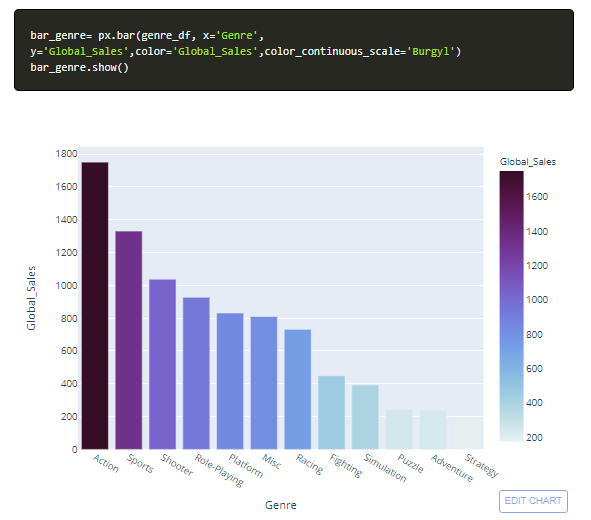 bar_genre= px.bar(genre_df, x='Genre',
y='Global_Sales',color='Global_Sales',color_continuous_scale='Burgyl')
bar_genre.show()
Global_Sales
1800
1600
1400
1200
1000
800
600
400
200
0
Global_Sales
1600
1400
1200
1000
800
600
400
200
Action
Sports
Shooter
Role-Playing
Platform
Misc
Racing
Fighting
Simulation
Puzzle
Adventure
Strategy
Genre
EDIT CHART